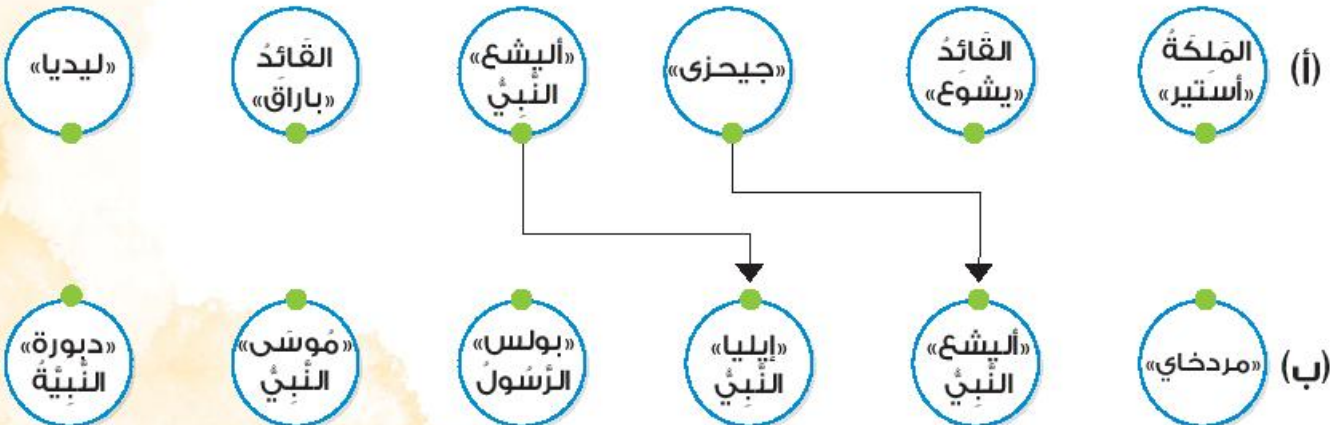 (أ)
المَلِكَةُ
«أستير»
القَائِدُ
«يشوع»
«جيحزى»
«أليشع»
النَّبِيُّ
القَائِدُ
«باراق»
«ليديا»
(ب)
«مردخاي»
«أليشع»
النَّبِيُّ
«إيليا»
النَّبِيُّ
«بولس»
الرَّسُولُ
«مُوسَى»
النَّبِيُّ
«دبورة»
النَّبِيَّةُ